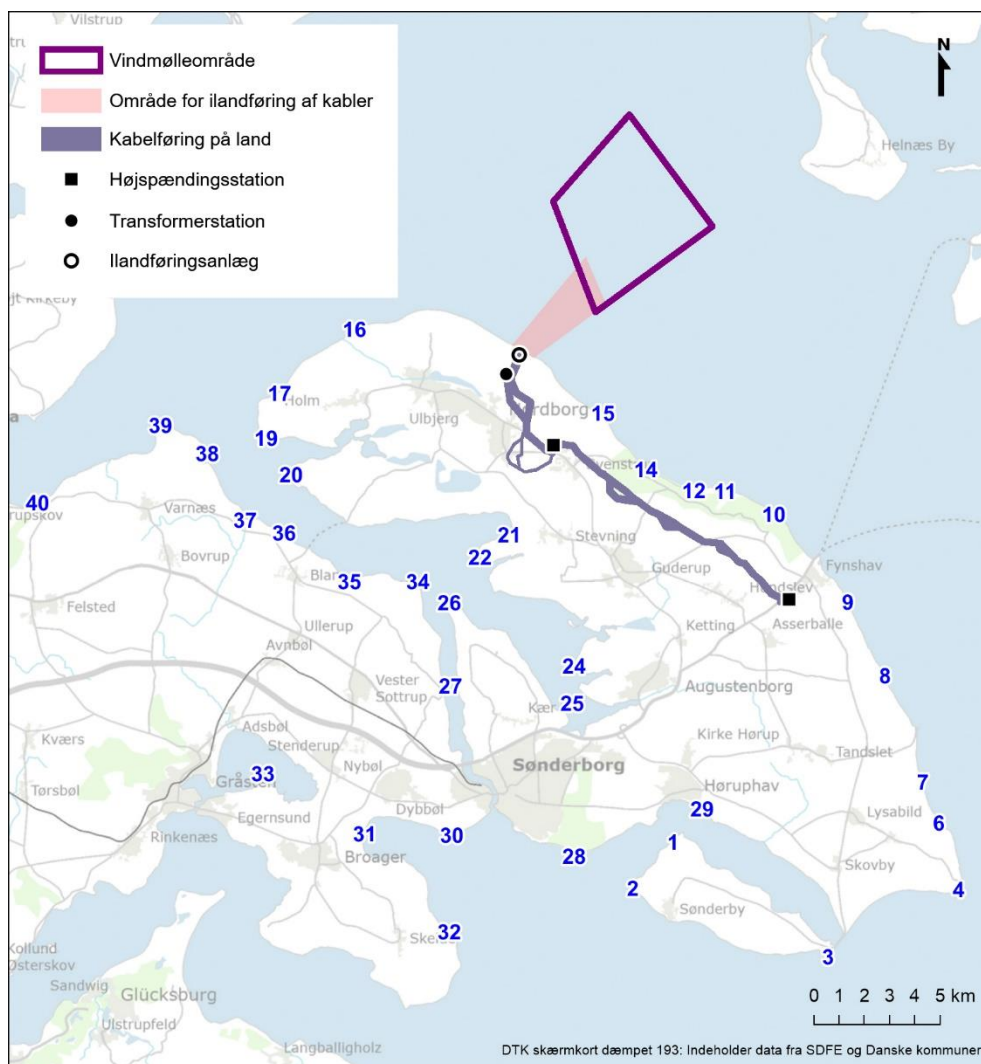 Vilstrup
Vindmølleområde
Område for ilandføring af kabler
Kabelføring på land
Højspændingsstation
Transformerstation
Ilandføringsanlæg
N
Helnæs By
16
17
Holm
Ulbjerg
15
39
19
38
20
14
12
11
10
40
Varnæs
37
36
21
22
Stevning
Bovrup
35
34
26
Guderup
Fynshav
Felsted
Ullerup
9
Ketting
Asserballe
Avnbøl
24
8
Vester
Sottrup
27
25
Kær
Augustenborg
Adsbøl
Kværs
Stenderup
Kirke Hørup
Tandslet
Nybøl
Sønderborg
33
Gråsten
Høruphav
7
Tørsbøl
Egernsund
Dybbøl
29
Lysabild
6
Rinkenæs
31
30
1
Broager
28
Skovby
2
4
Sønderby
32
3
Kollund
Østerskov
Sandwig
Glücksburg
Ulstrupfeld
Langballigholz
0 1 2 3 4 5 km
DTK skærmkort dæmpet 193: Indeholder data fra SDFE og Danske kommuner